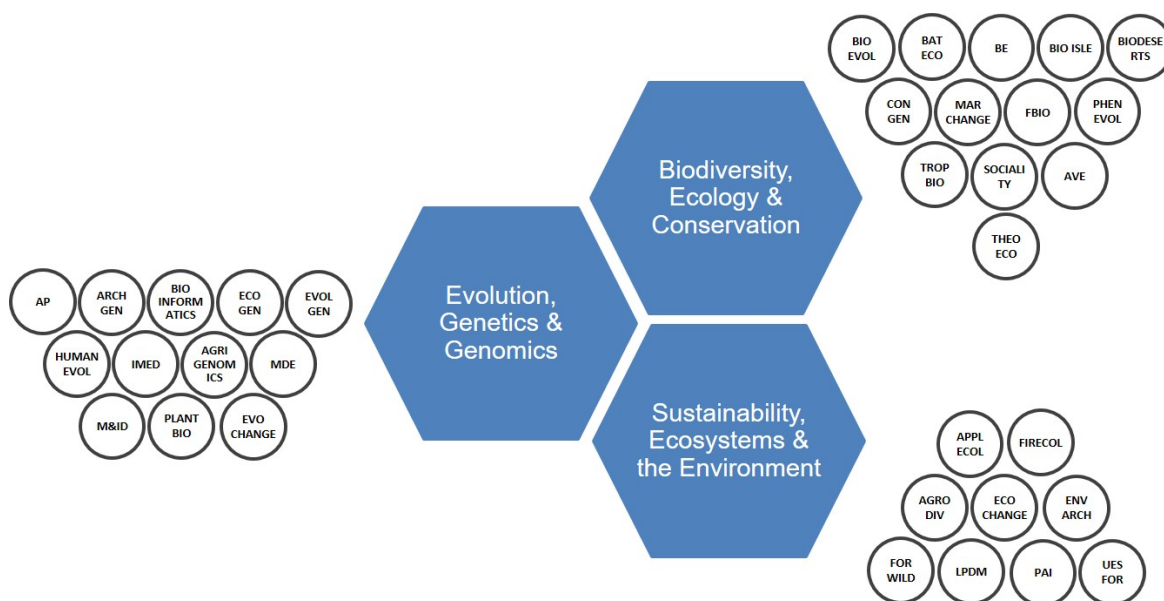 BIO
EVOL
BAT
ECO
BE
BIO ISLE
BIODESE
RTS
CON
GEN
MAR
CHANGE
FBIO
PHEN
EVOL
TROP
BIO
SOCIALI
TY
AVE
THEO
ECO
Biodiversity,
Ecology &
Conservation
Evolution,
Genetics &
Genomics
AP
ARCH
GEN
BIO
INFORM
ATICS
ECO
GEN
EVOL
GEN
HUMAN
EVOL
IMED
AGRI
GENOM
ICS
MDE
M&ID
PLANT
BIO
EVO
CHANGE
Sustainability,
Ecosystems &
the Environment
APPL
ECOL
FIRECOL
AGRO
DIV
ECO
CHANGE
ENV
ARCH
FOR
WILD
LPDM
PAI
UES
FOR